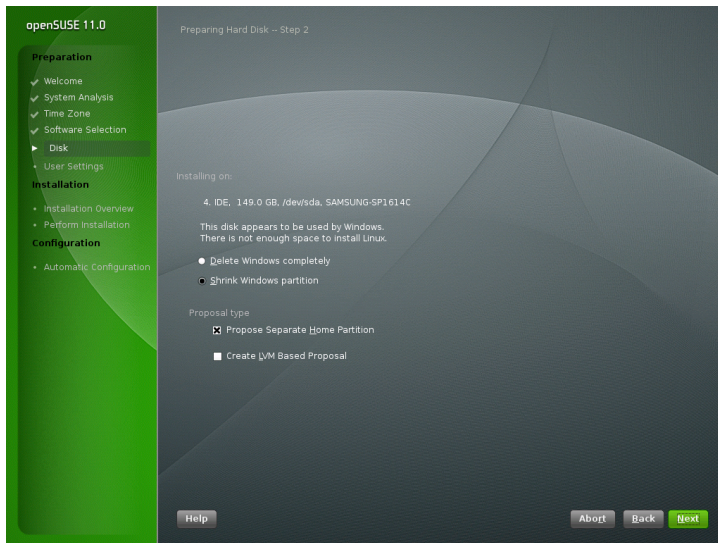 openSUSE 11.0
Preparation
Welcome
System Analysis
Time Zone
Software Selection
Disk
User Settings
Installation
Installation Overview
Perform Installation
Configuration
Automatic Configuration
Preparing Hard Disk -- Step 2
Installing on:
4. IDE, 149.0 GB, /dev/sda, SAMSUNG-SP1614C
This disk appears to be used by Windows.
There is not enough space to install Linux.
Delete Windows completely
Shrink Windows partition
Proposal type
Propose Separate Home Partition
Create LVM Based Proposal
Help
Abort
Back
Next